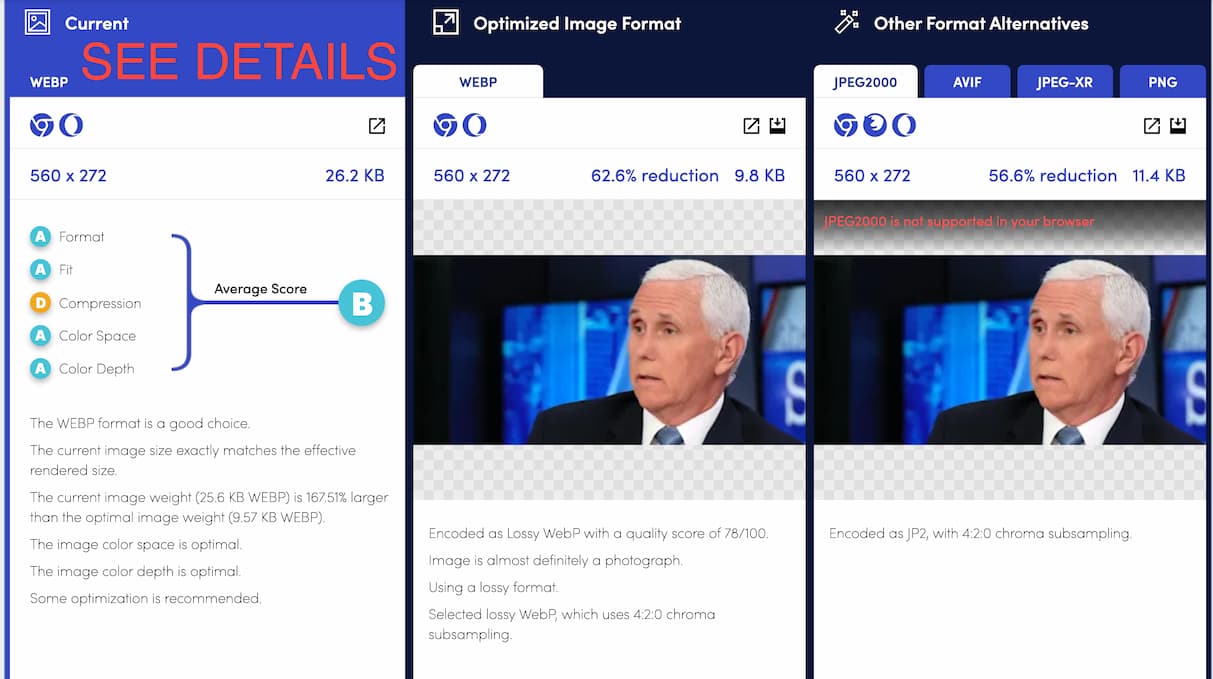 Current
SEE DETAILS
WEBP
560 x 272
26.2 KB
A Format
A Fit
D Compression
A Color Space
A Color Depth
Average Score
B
The WEBP format is a good choice.
The current image size exactly matches the effective
rendered size.
The current image weight (25.6 KB WEBP) is 167.51% larger
than the optimal image weight (9.57 KB WEBP).
The image color space is optimal.
The image color depth is optimal.
Some optimization is recommended.
Optimized Image Format
WEBP
560 x 272
62.6% reduction 9.8 KB
Encoded as Lossy WebP with a quality score of 78/100.
Image is almost definitely a photograph.
Using a lossy format.
Selected lossy WebP, which uses 4:2:0 chroma
subsampling.
Other Format Alternatives
JPEG2000 AVIF JPEG-XR PNG
560 x 272
56.6% reduction 11.4 KB
JPEG2000 is not supported in your browser
Encoded as JP2, with 4:2:0 chroma subsampling.